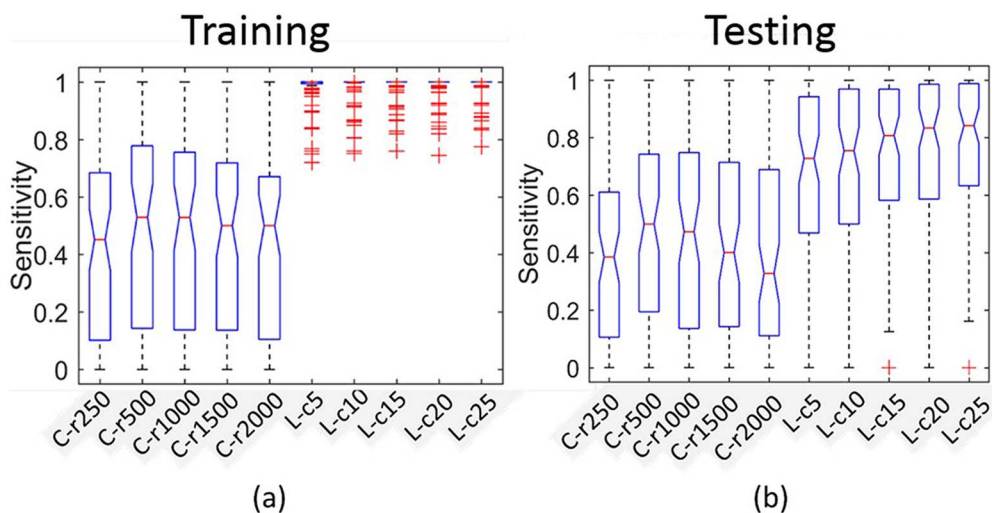 Training
Testing
Sensitivity
1
0.8
0.6
0.4
0.2
0
C-r250
C-r500
C-r1000
C-r1500
C-r2000
L-c5
L-c10
L-c15
L-c20
L-c25
(a)
Sensitivity
1
0.8
0.6
0.4
0.2
0
C-r250
C-r500
C-r1000
C-r1500
C-r2000
L-c5
L-c10
L-c15
L-c20
L-c25
(b)